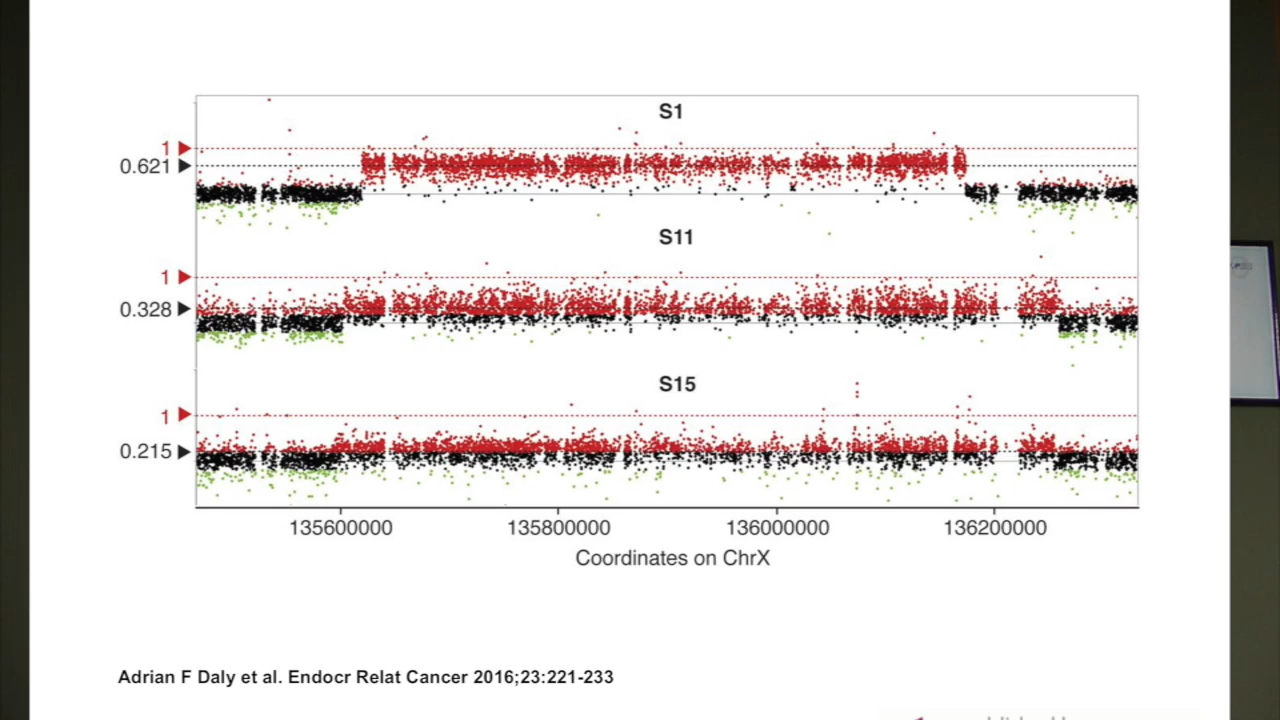 S1
1
0.621
S11
1
0.328
S15
1
0.215
135600000 135800000 136000000 136200000
Coordinates on ChrX
Adrian F Daly et al. Endocr Relat Cancer 2016;23:221-233